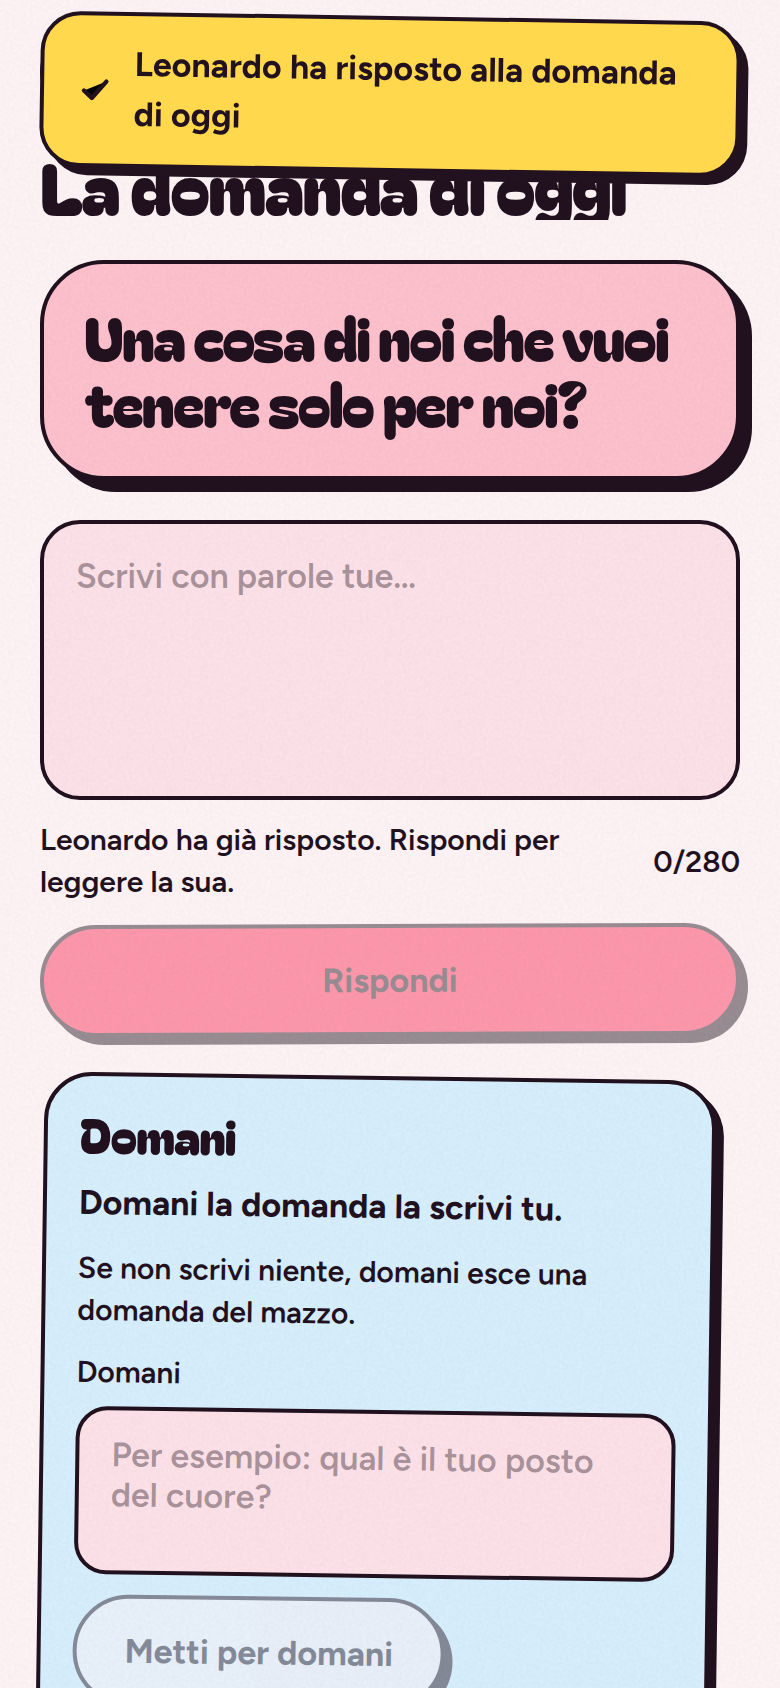 Leonardo ha risposto alla domanda
di oggi
La domanda di oggi
Una cosa di noi che vuoi
tenere solo per noi?
Scrivi con parole tue...
Leonardo ha già risposto. Rispondi per
leggere la sua.
0/280
Rispondi
Domani
Domani la domanda la scrivi tu.
Se non scrivi niente, domani esce una
domanda del mazzo.
Domani
Per esempio: qual è il tuo posto
del cuore?
Metti per domani